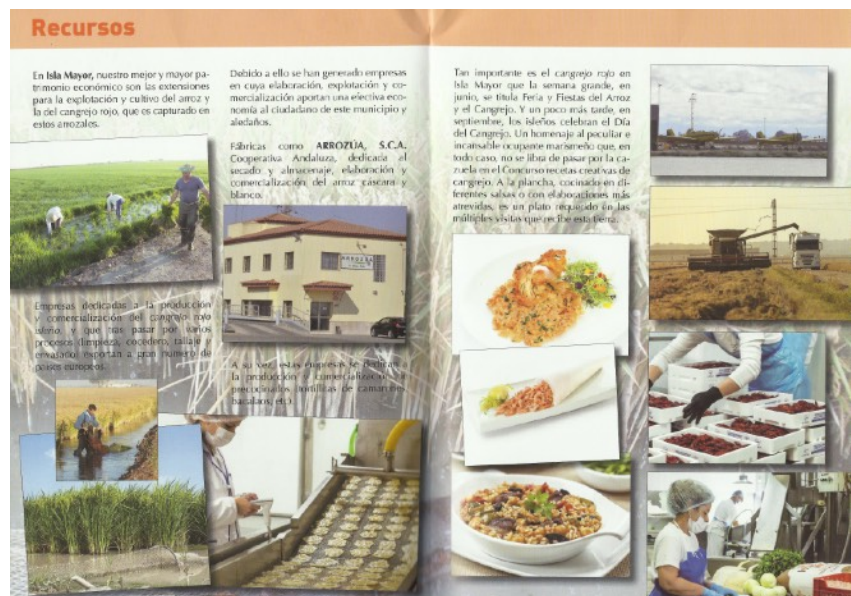 Recursos
En Isla Mayor, nuestro mejor y mayor pa-
trimonio económico son las extensiones
para la explotación y cultivo del arroz y
la del cangrejo rojo, que es capturado en
estos arrozales.
Empresas dedicadas a la producción
y comercialización del cangrejo rojo
isleño, y que tras pasar por varios
procesos (limpieza, cocedero, tallaje y
envasado) exportan a gran número de
países europeos.
Debido a ello se han generado empresas
en cuya elaboración, explotación y co-
mercialización aportan una efectiva eco-
nomía al ciudadano de este municipio y
aledaños.
Fábricas como ARROZÚA, S.C.A.
Cooperativa Andaluza, dedicada al
secado y almacenaje, elaboración y
comercialización del arroz cáscara y
blanco.
ARROZÚA
A su vez, estas empresas se dedican a
la producción y comercialización de
precocinados (tortillitas de camarones,
bacalaos, etc).
Tan importante es el cangrejo rojo en
Isla Mayor que la semana grande, en
junio, se titula Feria y Fiestas del Arroz
y el Cangrejo. Y un poco más tarde, en
septiembre, los isleños celebran el Día
del Cangrejo. Un homenaje al peculiar e
incansable ocupante marismeño que, en
todo caso, no se libra de pasar por la ca-
zuela en el Concurso recetas creativas de
cangrejo. A la plancha, cocinado en di-
ferentes salsas o con elaboraciones más
atrevidas, es un plato requerido en las
múltiples visitas que recibe esta tierra.